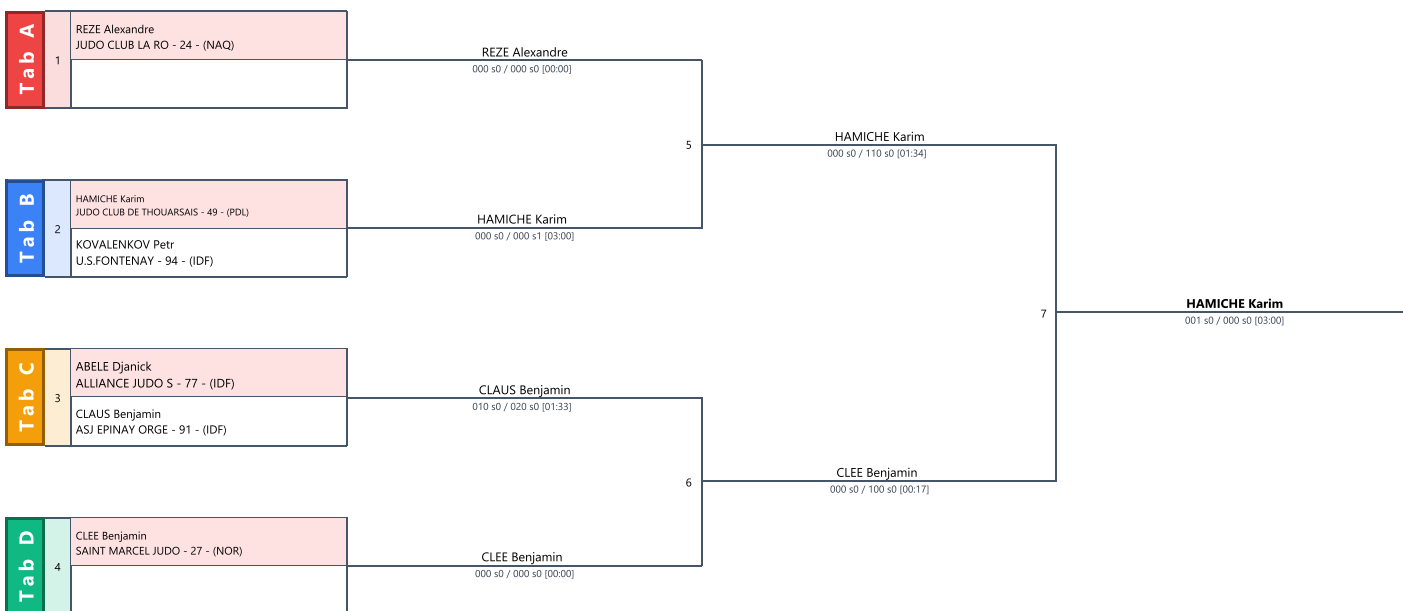 Tab A
1
REZE Alexandre
JUDO CLUB LA RO - 24 - (NAQ)
REZE Alexandre
000 s0 / 000 s0 [00:00]
5
HAMICHE Karim
000 s0 / 110 s0 [01:34]
Tab B
2
HAMICHE Karim
JUDO CLUB DE THOUARSAIS - 49 - (PDL)
KOVALENKOV Petr
U.S.FONTENAY - 94 - (IDF)
HAMICHE Karim
000 s0 / 000 s1 [03:00]
7
HAMICHE Karim
001 s0 / 000 s0 [03:00]
Tab C
3
ABELE Djanick
ALLIANCE JUDO S - 77 - (IDF)
CLAUS Benjamin
ASJ EPINAY ORGE - 91 - (IDF)
CLAUS Benjamin
010 s0 / 020 s0 [01:33]
6
CLEE Benjamin
000 s0 / 100 s0 [00:17]
Tab D
4
CLEE Benjamin
SAINT MARCEL JUDO - 27 - (NOR)
CLEE Benjamin
000 s0 / 000 s0 [00:00]